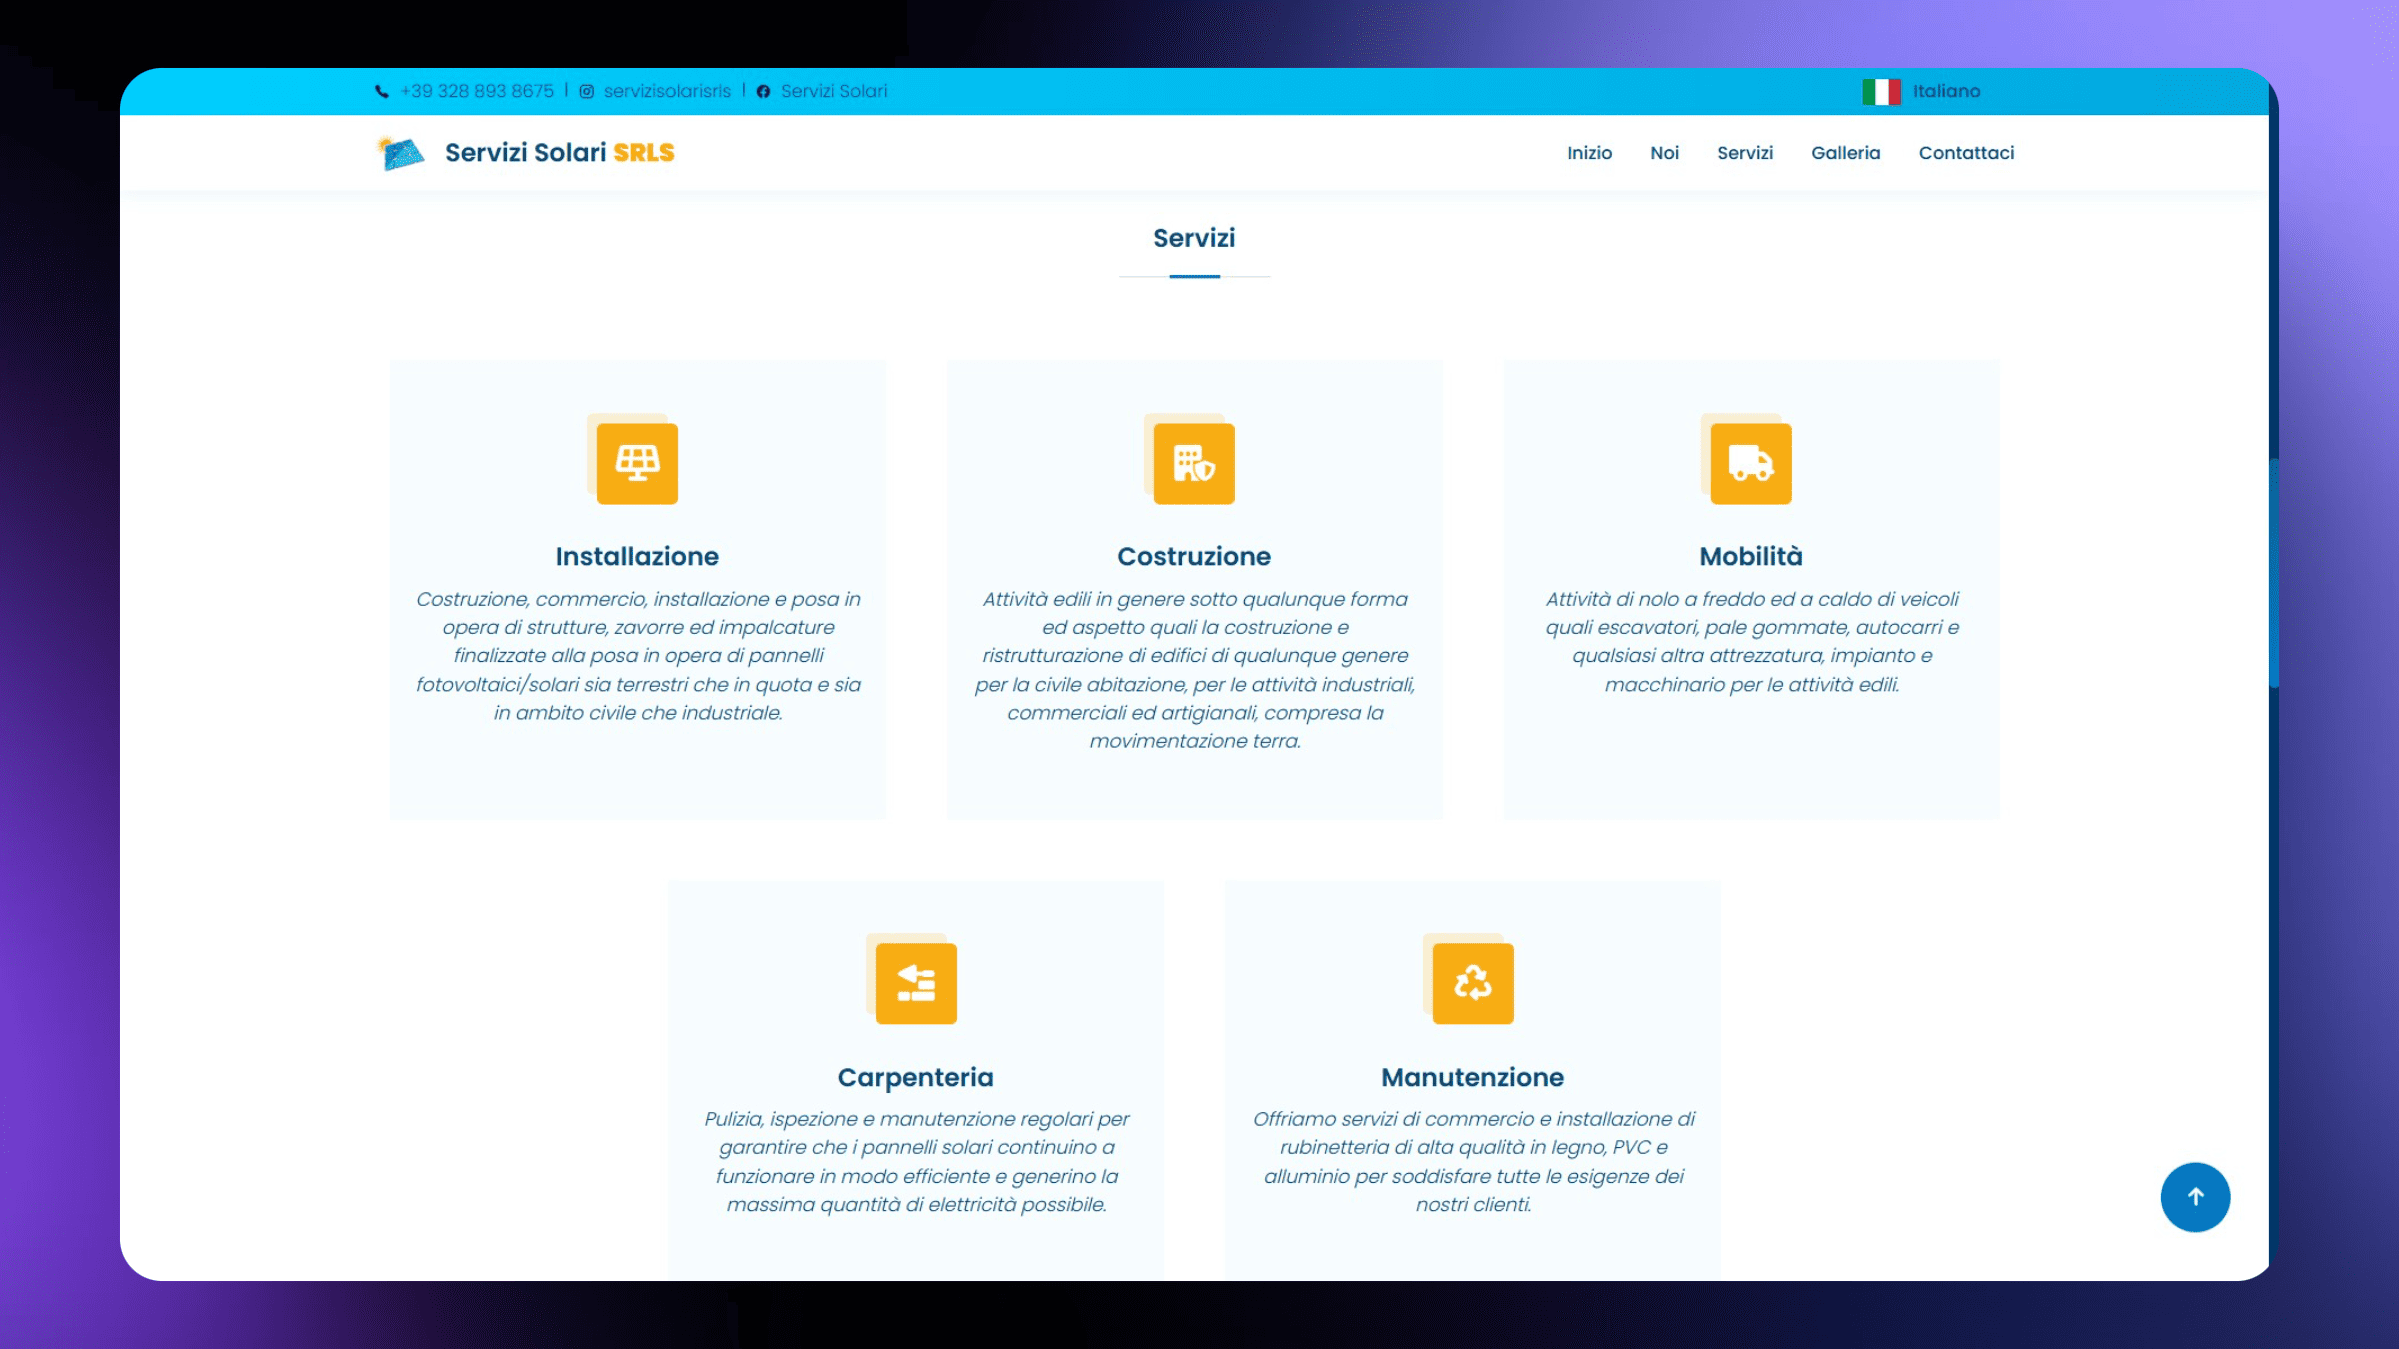 +39 328 893 8675 | servizisolarisrls | Servizi Solari
Italiano
Servizi Solari SRLS
Inizio Noi Servizi Galleria Contattaci
Servizi
Installazione
Costruzione, commercio, installazione e posa in
opera di strutture, zavorre ed impalcature
finalizzate alla posa in opera di pannelli
fotovoltaici/solari sia terrestri che in quota e sia
in ambito civile che industriale.
Costruzione
Attività edili in genere sotto qualunque forma
ed aspetto quali la costruzione e
ristrutturazione di edifici di qualunque genere
per la civile abitazione, per le attività industriali,
commerciali ed artigianali, compresa la
movimentazione terra.
Mobilità
Attività di nolo a freddo ed a caldo di veicoli
quali escavatori, pale gommate, autocarri e
qualsiasi altra attrezzatura, impianto e
macchinario per le attività edili.
Carpenteria
Pulizia, ispezione e manutenzione regolari per
garantire che i pannelli solari continuino a
funzionare in modo efficiente e generino la
massima quantità di elettricità possibile.
Manutenzione
Offriamo servizi di commercio e installazione di
rubinetteria di alta qualità in legno, PVC e
alluminio per soddisfare tutte le esigenze dei
nostri clienti.